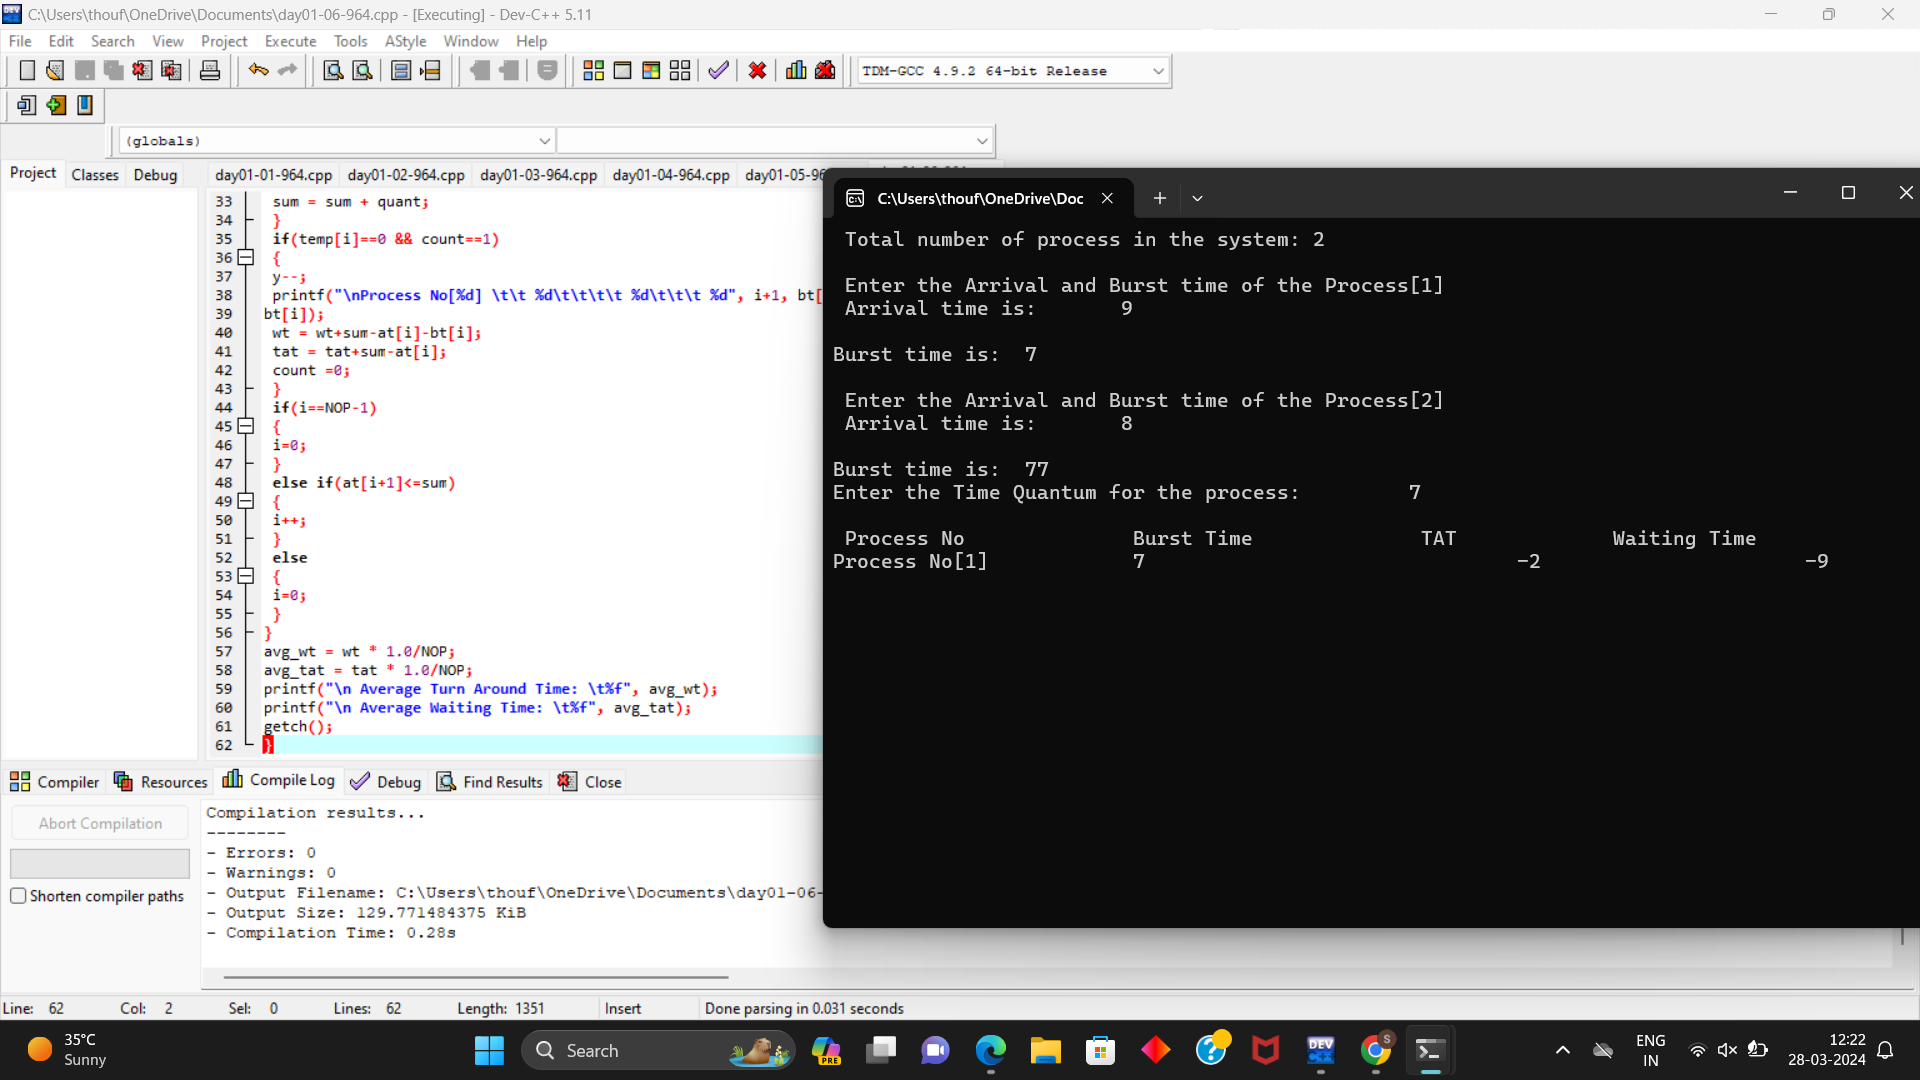 C:\Users\thouf\OneDrive\Documents\day01-06-964.cpp - [Executing] - Dev-C++ 5.11
File Edit Search View Project Execute Tools AStyle Window Help
TDM-GCC 4.9.2 64-bit Release
(globals)
Project Classes Debug
day01-01-964.cpp day01-02-964.cpp day01-03-964.cpp day01-04-964.cpp day01-05-96
33 sum = sum + quant;
34 }
35 if(temp[i]==0 && count==1)
36 {
37 y--;
38 printf("\nProcess No[%d] \t\t %d\t\t\t\t %d\t\t\t %d", i+1, bt[
39 bt[i]);
40 wt = wt+sum-at[i]-bt[i];
41 tat = tat+sum-at[i];
42 count =0;
43 }
44 if(i==NOP-1)
45 {
46 i=0;
47 }
48 else if(at[i+1]<=sum)
49 {
50 i++;
51 }
52 else
53 {
54 i=0;
55 }
56 }
57 avg_wt = wt * 1.0/NOP;
58 avg_tat = tat * 1.0/NOP;
59 printf("\n Average Turn Around Time: \t%f", avg_wt);
60 printf("\n Average Waiting Time: \t%f", avg_tat);
61 getch();
62 }
C:\Users\thouf\OneDrive\Doc
Total number of process in the system: 2
Enter the Arrival and Burst time of the Process[1]
Arrival time is: 9
Burst time is: 7
Enter the Arrival and Burst time of the Process[2]
Arrival time is: 8
Burst time is: 77
Enter the Time Quantum for the process: 7
Process No Burst Time TAT Waiting Time
Process No[1] 7 -2 -9
Compiler Resources Compile Log Debug Find Results Close
Abort Compilation
Shorten compiler paths
Compilation results...
--------
- Errors: 0
- Warnings: 0
- Output Filename: C:\Users\thouf\OneDrive\Documents\day01-06-
- Output Size: 129.771484375 KiB
- Compilation Time: 0.28s
Line: 62 Col: 2 Sel: 0 Lines: 62 Length: 1351 Insert Done parsing in 0.031 seconds
35°C
Sunny
Search
PRE
DEV
S
ENG
IN
12:22
28-03-2024